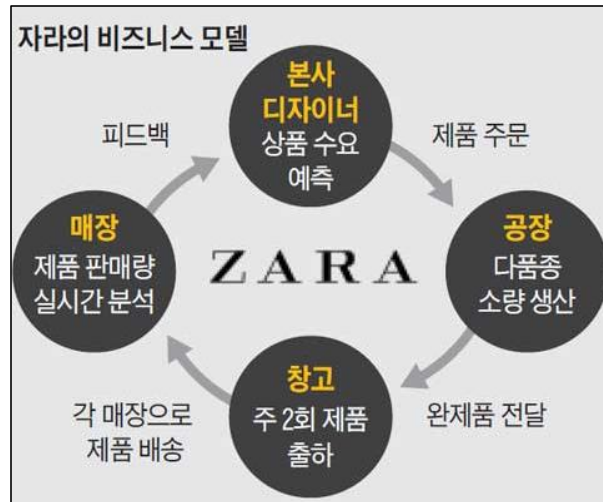 자라의 비즈니스 모델
본사
디자이너
상품 수요
예측
피드백
제품 주문
매장
제품 판매량
실시간 분석
ZARA
공장
다품종
소량 생산
창고
주 2회 제품
출하
각 매장으로
제품 배송
완제품 전달